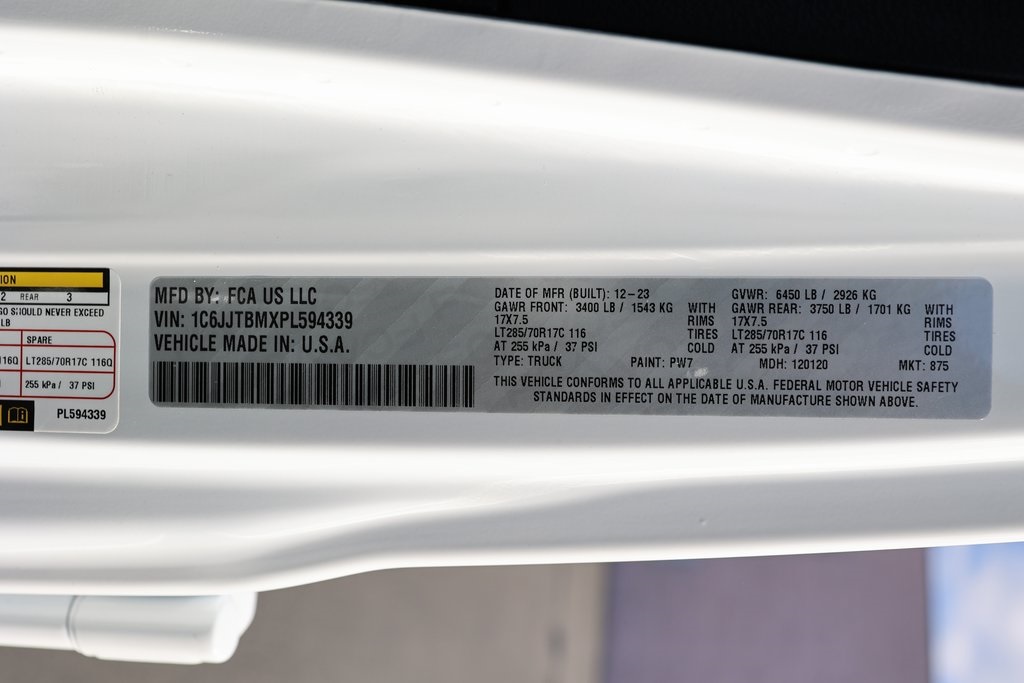 ION
2 REAR 3
GO SHOULD NEVER EXCEED
LB
SPARE
116Q LT285/70R17C 116Q
255 kPa / 37 PSI
PL594339
MFD BY: FCA US LLC
VIN: 1C6JJTBMXPL594339
VEHICLE MADE IN: U.S.A.
DATE OF MFR (BUILT): 12-23
GAWR FRONT: 3400 LB / 1543 KG WITH
17X7.5 RIMS
LT285/70R17C 116 TIRES
AT 255 kPa / 37 PSI COLD
TYPE: TRUCK PAINT: PW7
GVWR: 6450 LB / 2926 KG
GAWR REAR: 3750 LB / 1701 KG WITH
17X7.5 RIMS
LT285/70R17C 116 TIRES
AT 255 kPa / 37 PSI COLD
MDH: 120120 MKT: 875
THIS VEHICLE CONFORMS TO ALL APPLICABLE U.S.A. FEDERAL MOTOR VEHICLE SAFETY
STANDARDS IN EFFECT ON THE DATE OF MANUFACTURE SHOWN ABOVE.